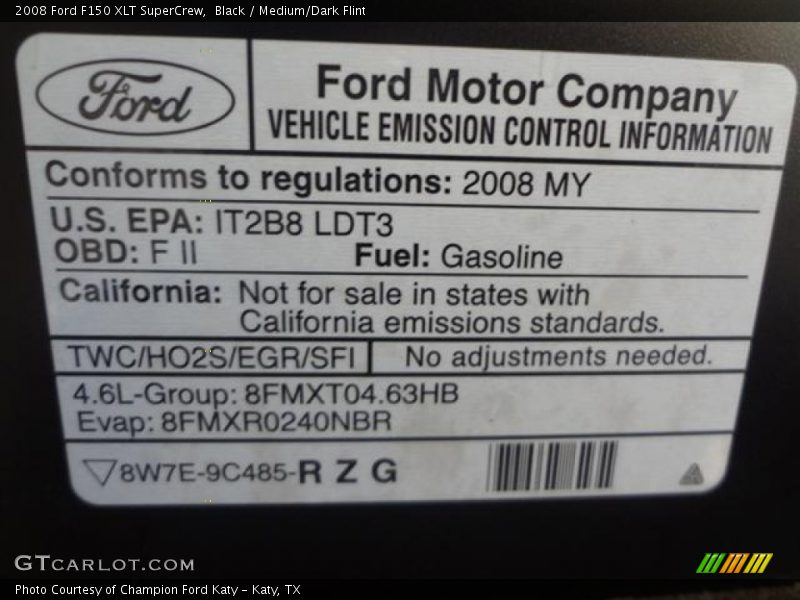 2008 Ford F150 XLT SuperCrew,  Black / Medium/Dark Flint
Ford
Ford Motor Company
VEHICLE EMISSION CONTROL INFORMATION
Conforms to regulations: 2008 MY
U.S. EPA: IT2B8 LDT3
OBD: F II Fuel: Gasoline
California: Not for sale in states with
California emissions standards.
TWC/HO2S/EGR/SFI No adjustments needed.
4.6L-Group: 8FMXT04.63HB
Evap: 8FMXR0240NBR
8W7E-9C485-R Z G
GTCARLOT.COM
Photo Courtesy of Champion Ford Katy – Katy, TX